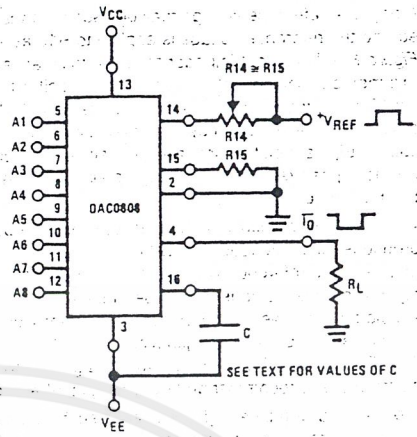 VCC
13
R14 ≅ R15
A1 5
14
+VREF
A2 6
R14
A3 7
15 R15
A4 8
2
DAC0808
A5 9
A6 10
4
IO
A7 11
A8 12
16
RL
3
C
SEE TEXT FOR VALUES OF C
VEE